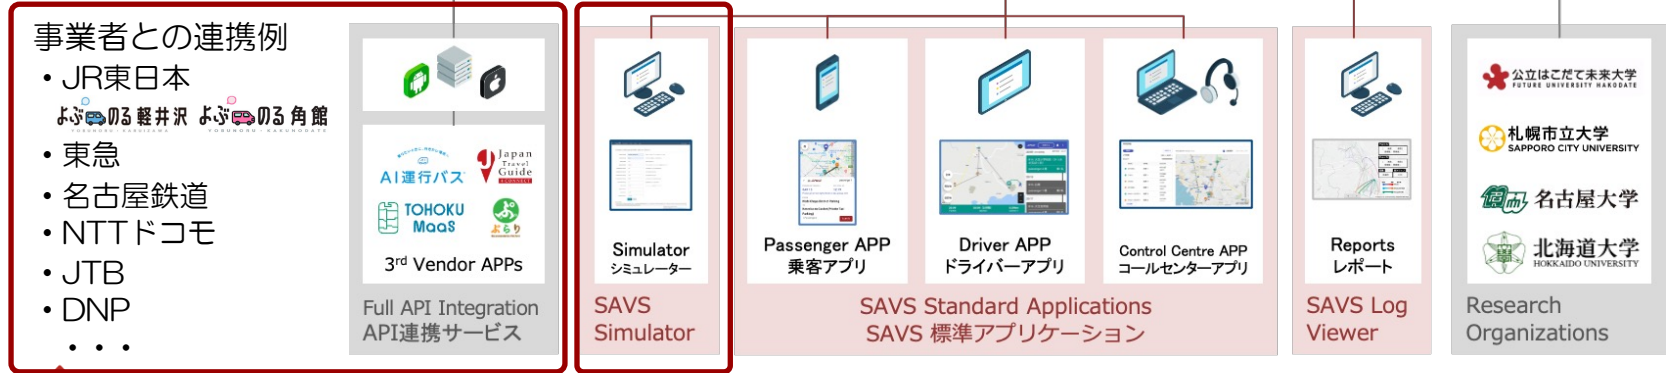 事業者との連携例
・JR東日本
よぶのる軽井沢 よぶのる角館
YOBUNORU・KARUIZAWA YOBUNORU・KAKUNODATE
・東急
・名古屋鉄道
・NTTドコモ
・JTB
・DNP
・・・
AI運行バス
Japan
Travel
Guide
TOHOKU
MaaS
ぷらり
3rd Vendor APPs
Full API Integration
API連携サービス
Simulator
シミュレーター
SAVS
Simulator
Passenger APP
乗客アプリ
Driver APP
ドライバーアプリ
Control Centre APP
コールセンターアプリ
SAVS Standard Applications
SAVS 標準アプリケーション
Reports
レポート
SAVS Log
Viewer
公立はこだて未来大学
FUTURE UNIVERSITY HAKODATE
札幌市立大学
SAPPORO CITY UNIVERSITY
名古屋大学
北海道大学
HOKKAIDO UNIVERSITY
Research
Organizations